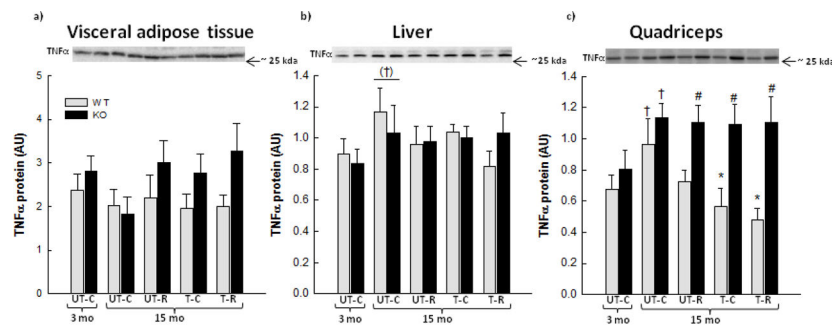 a)
Visceral adipose tissue
TNFα
~ 25 kda
TNFα protein (AU)
5
4
3
2
1
0
WT
KO
UT-C
UT-C
UT-R
T-C
T-R
3 mo
15 mo
b)
Liver
TNFα
~ 25 kda
TNFα protein (AU)
1.4
1.2
1.0
0.8
0.6
0.4
0.2
0.0
(†)
UT-C
UT-C
UT-R
T-C
T-R
3 mo
15 mo
c)
Quadriceps
TNFα
~ 25 kda
TNFα protein (AU)
1.4
1.2
1.0
0.8
0.6
0.4
0.2
0.0
† † # # #
* *
UT-C
UT-C
UT-R
T-C
T-R
3 mo
15 mo